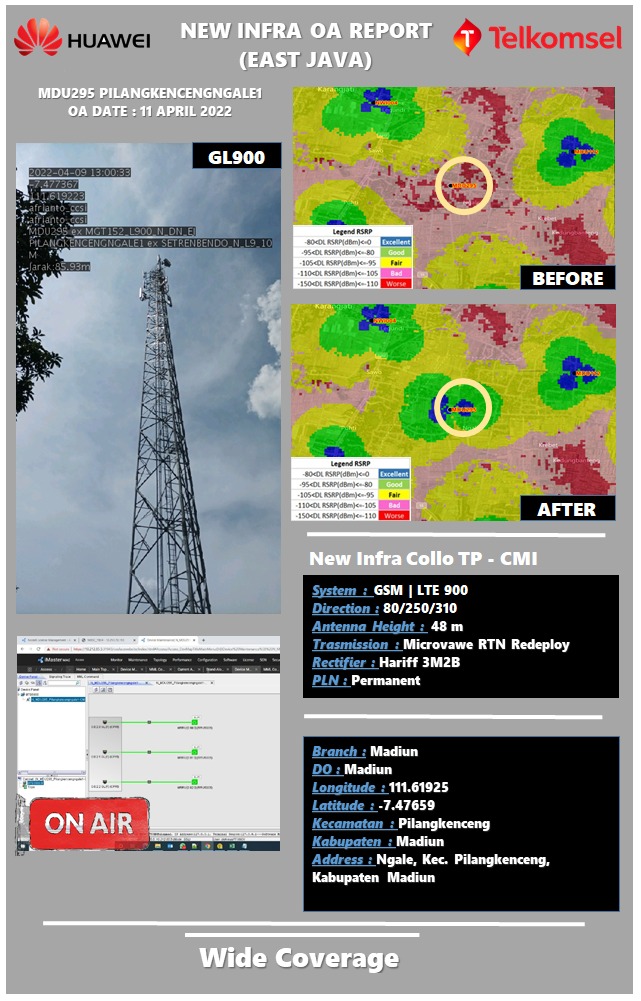 HUAWEI
NEW INFRA OA REPORT
(EAST JAVA)
Telkomsel
MDU295 PILANGKENCENGNGALE1
OA DATE : 11 APRIL 2022
GL900
2022-04-09 13:00:33
-7.477367
111.619223
afrianto_ccsi
afrianto_ccsi
MDU295 ex MGT152_L900_N_DN_EI
PILANGKENCENGNGALE1 ex SETRENBENDO_N_L9_10
M
Jarak:85.93m
MDU295
Legend RSRP
-80<DL RSRP(dBm)<=0 Excellent
-95<DL RSRP(dBm)<=-80 Good
-105<DL RSRP(dBm)<=-95 Fair
-110<DL RSRP(dBm)<=-105 Bad
-150<DL RSRP(dBm)<=-110 Worse
BEFORE
Karangjati
MDU295
Legend RSRP
-80<DL RSRP(dBm)<=0 Excellent
-95<DL RSRP(dBm)<=-80 Good
-105<DL RSRP(dBm)<=-95 Fair
-110<DL RSRP(dBm)<=-105 Bad
-150<DL RSRP(dBm)<=-110 Worse
AFTER
New Infra Collo TP - CMI
System : GSM | LTE 900
Direction : 80/250/310
Antenna Height : 48 m
Trasmission : Microvawe RTN Redeploy
Rectifier : Hariff 3M2B
PLN : Permanent
ON AIR
Branch : Madiun
DO : Madiun
Longitude : 111.61925
Latitude : -7.47659
Kecamatan : Pilangkenceng
Kabupaten : Madiun
Address : Ngale, Kec. Pilangkenceng,
Kabupaten Madiun
Wide Coverage